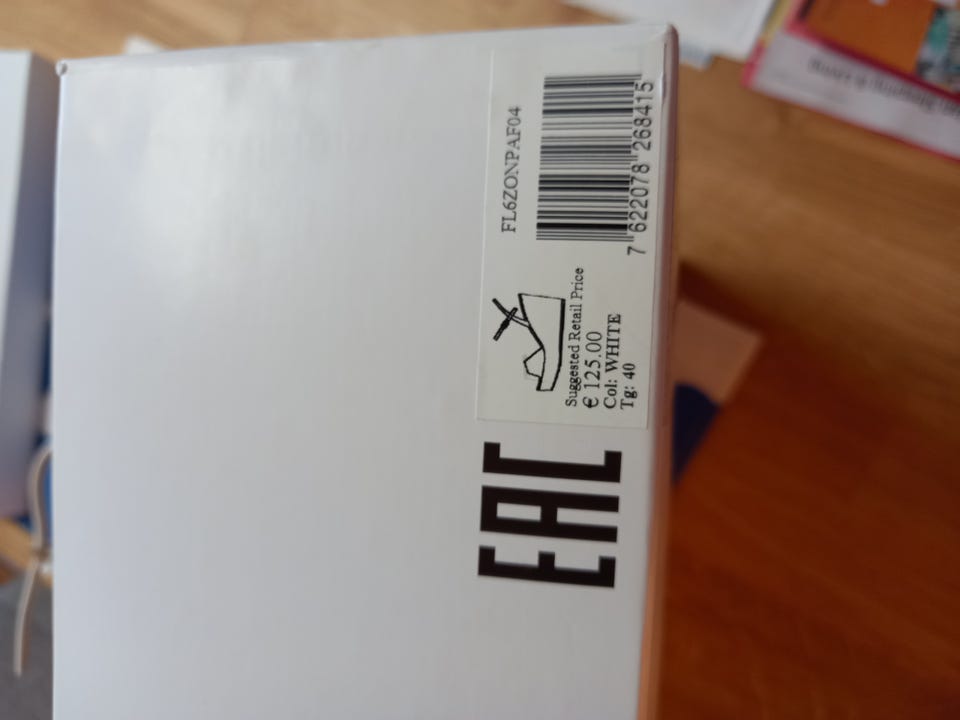 FL6ZONPAF04
7 622078 268415
Suggested Retail Price
€ 125.00
Col: WHITE
Tg: 40
EAC